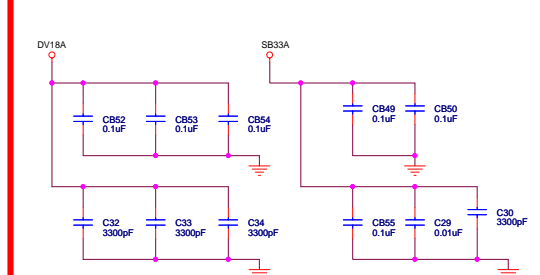 DV18A
SB33A
CB52
0.1uF
CB53
0.1uF
CB54
0.1uF
CB49
0.1uF
CB50
0.1uF
C32
3300pF
C33
3300pF
C34
3300pF
CB55
0.1uF
C29
0.01uF
C30
3300pF